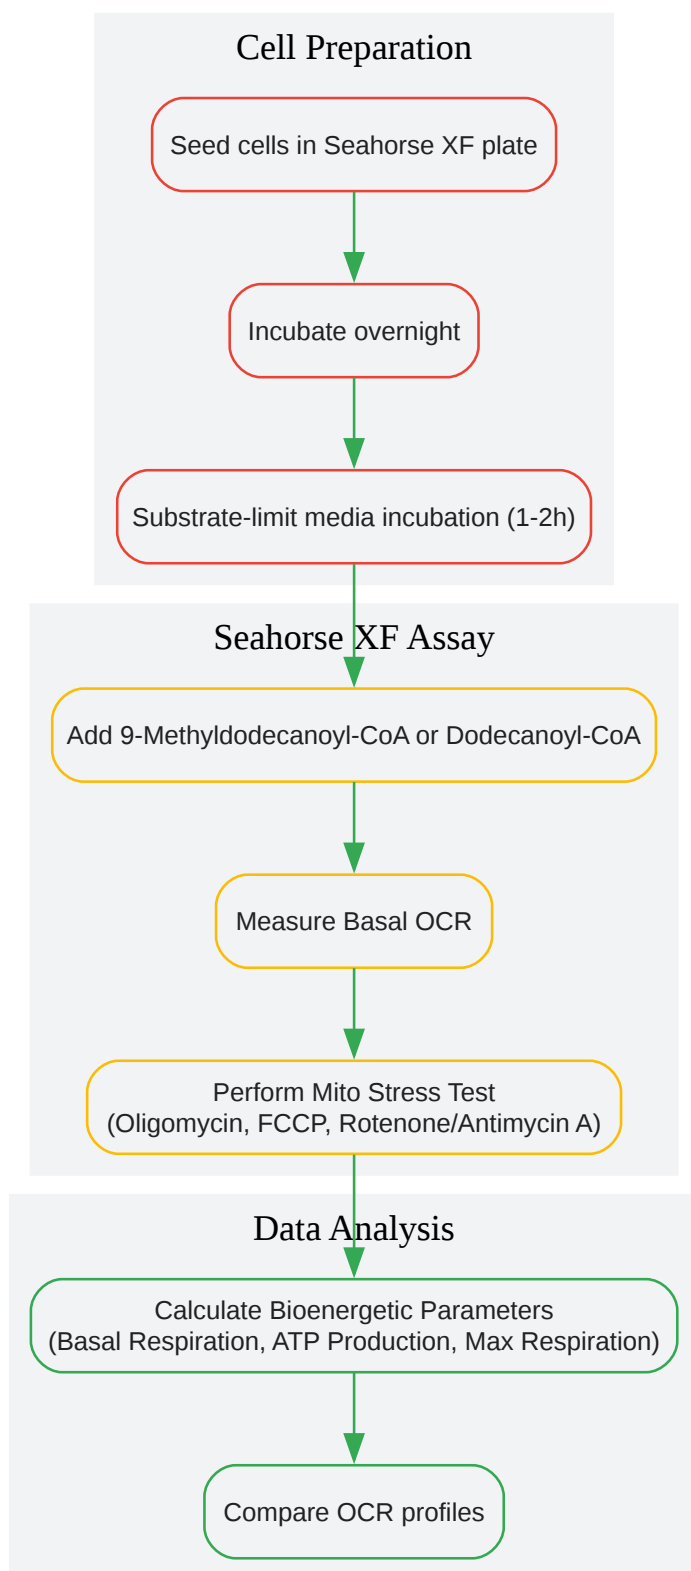 Cell Preparation
Seed cells in Seahorse XF plate
Incubate overnight
Substrate-limit media incubation (1-2h)
Seahorse XF Assay
Add 9-Methyldodecanoyl-CoA or Dodecanoyl-CoA
Measure Basal OCR
Perform Mito Stress Test
(Oligomycin, FCCP, Rotenone/Antimycin A)
Data Analysis
Calculate Bioenergetic Parameters
(Basal Respiration, ATP Production, Max Respiration)
Compare OCR profiles